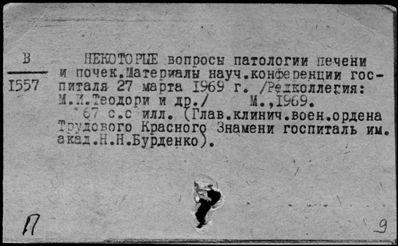 В
1557
НЕКОТОРЫЕ вопросы патологии печени
и почек.Материалы науч.конференции гос-
питаля 27 марта 1969 г. /Редколлегия:
М.И.Теодори и др./ М.,1969.
67 с.с илл. (Глав.клинич.воен.ордена
Трудового Красного Знамени госпиталь им.
акад.Н.Н.Бурденко).
П
9